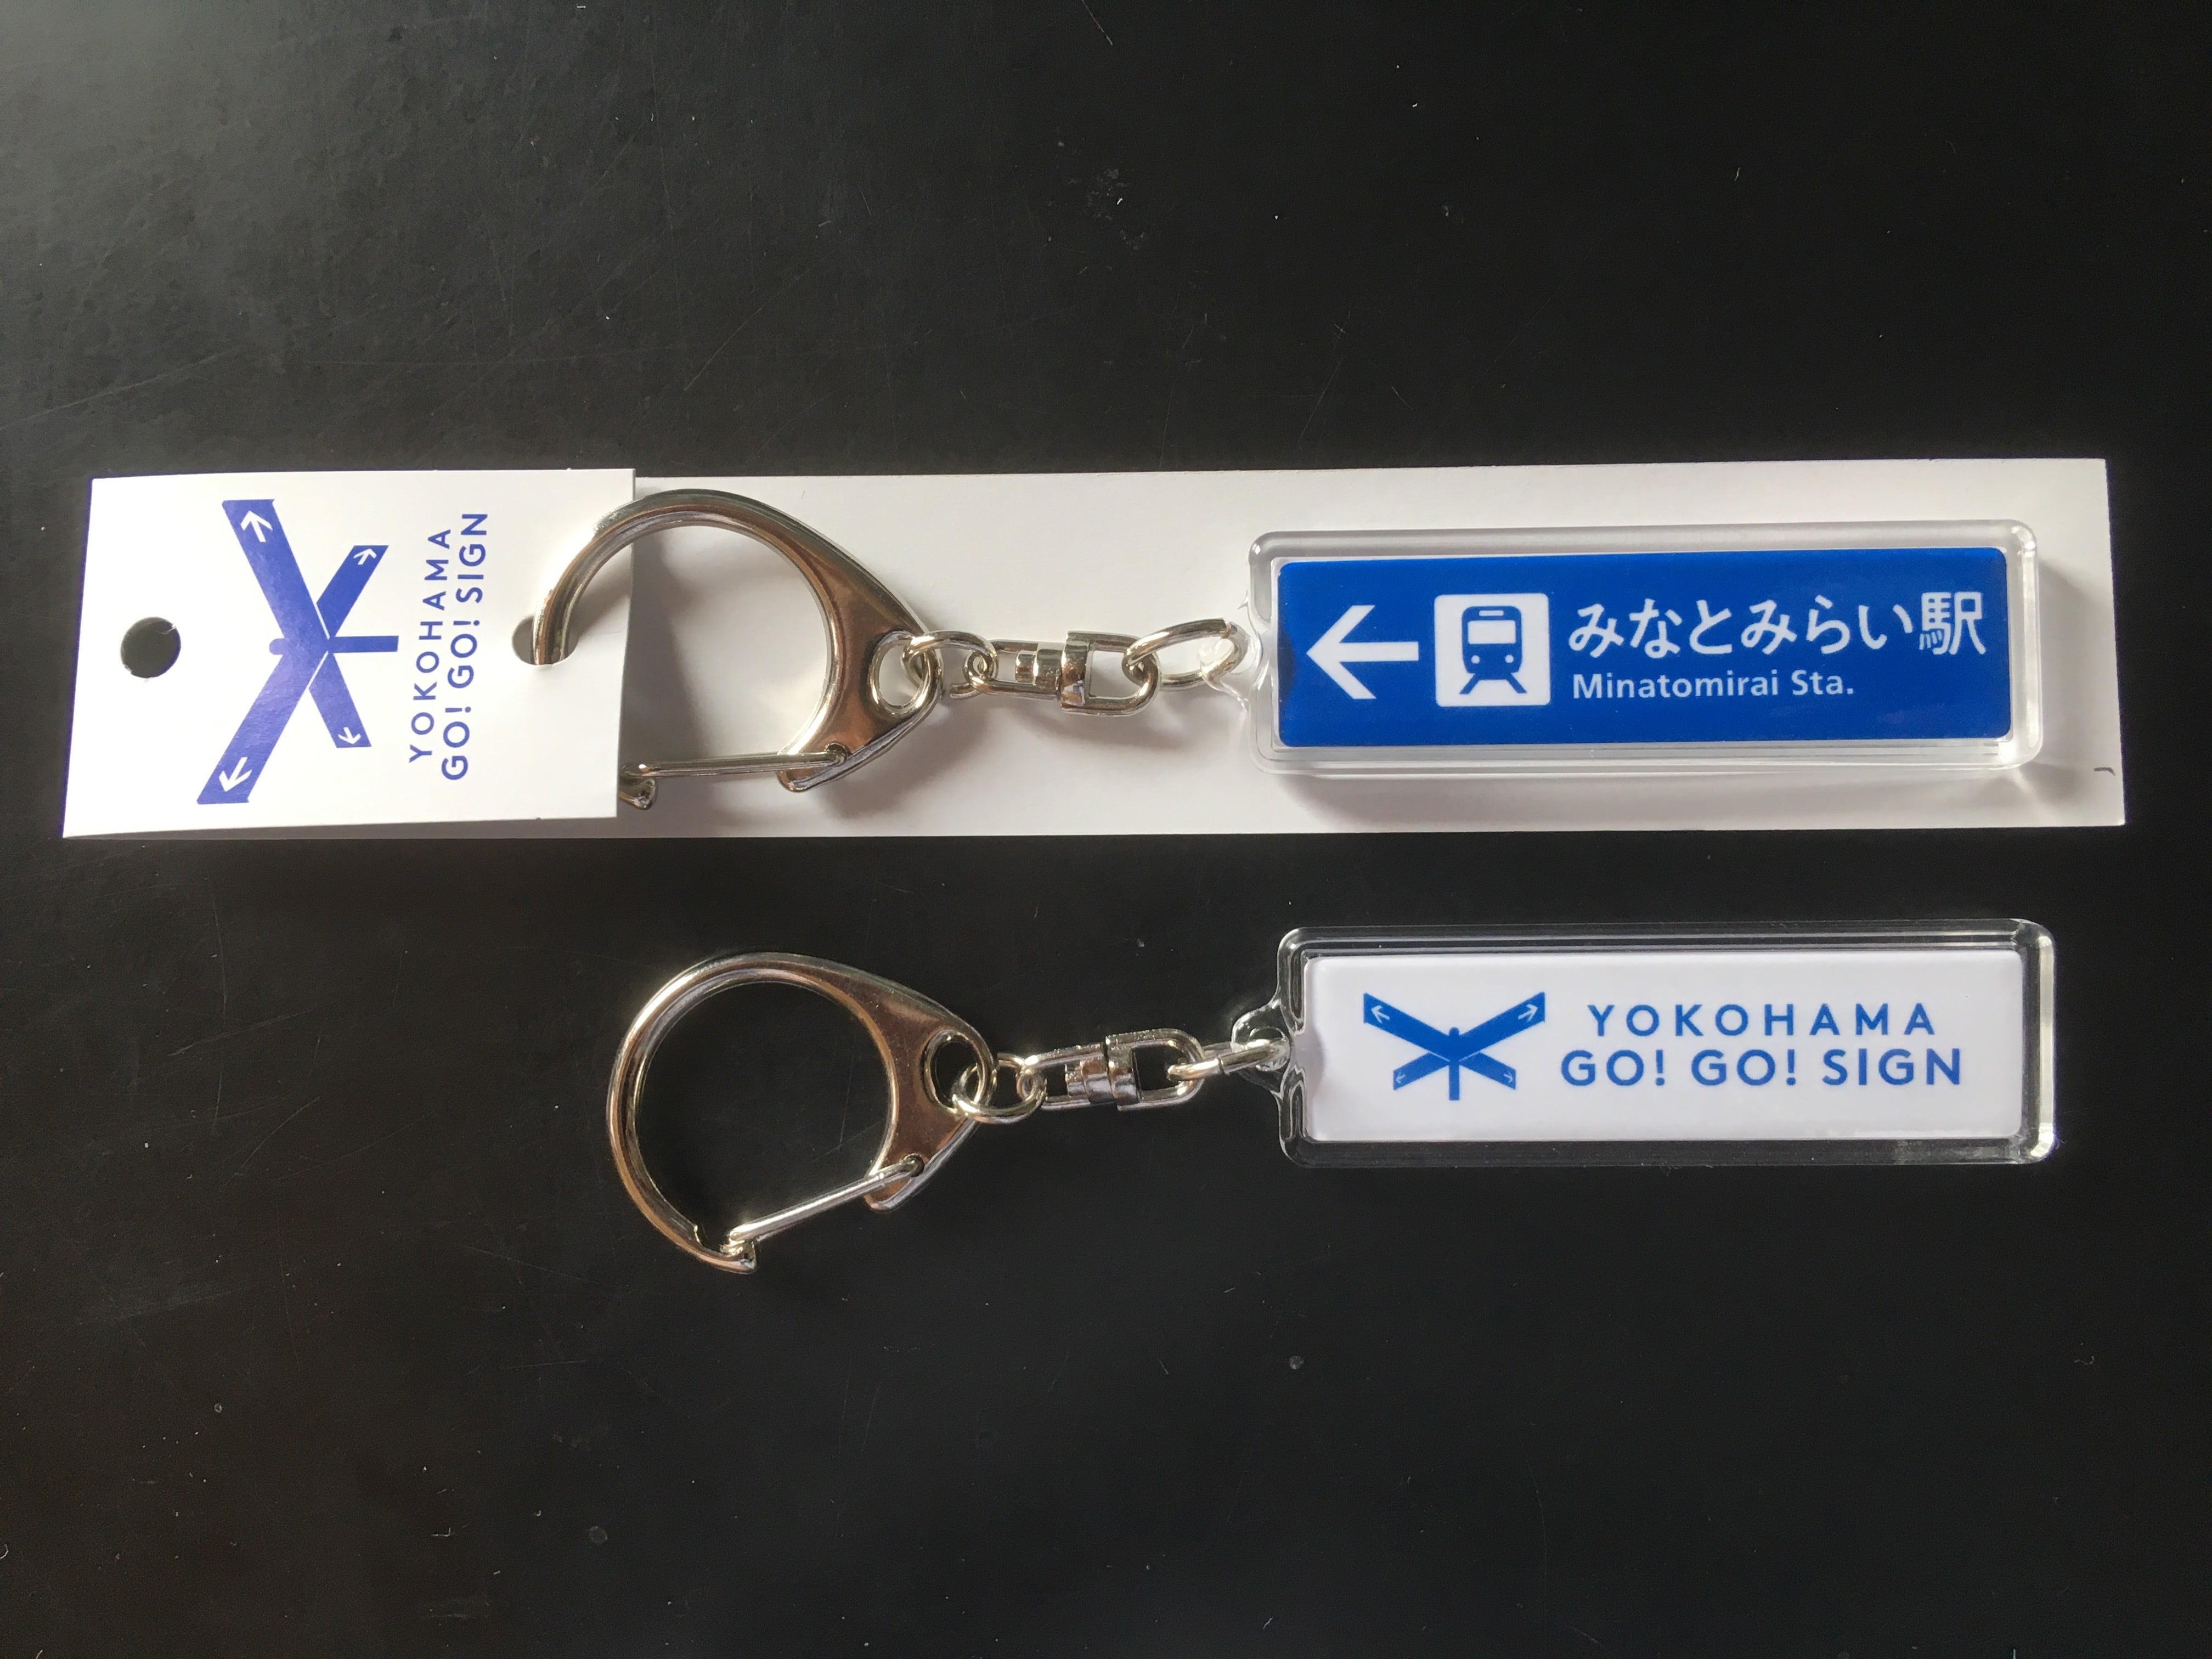 YOKOHAMA
GO! GO! SIGN
みなとみらい駅
Minatomirai Sta.
YOKOHAMA
GO! GO! SIGN